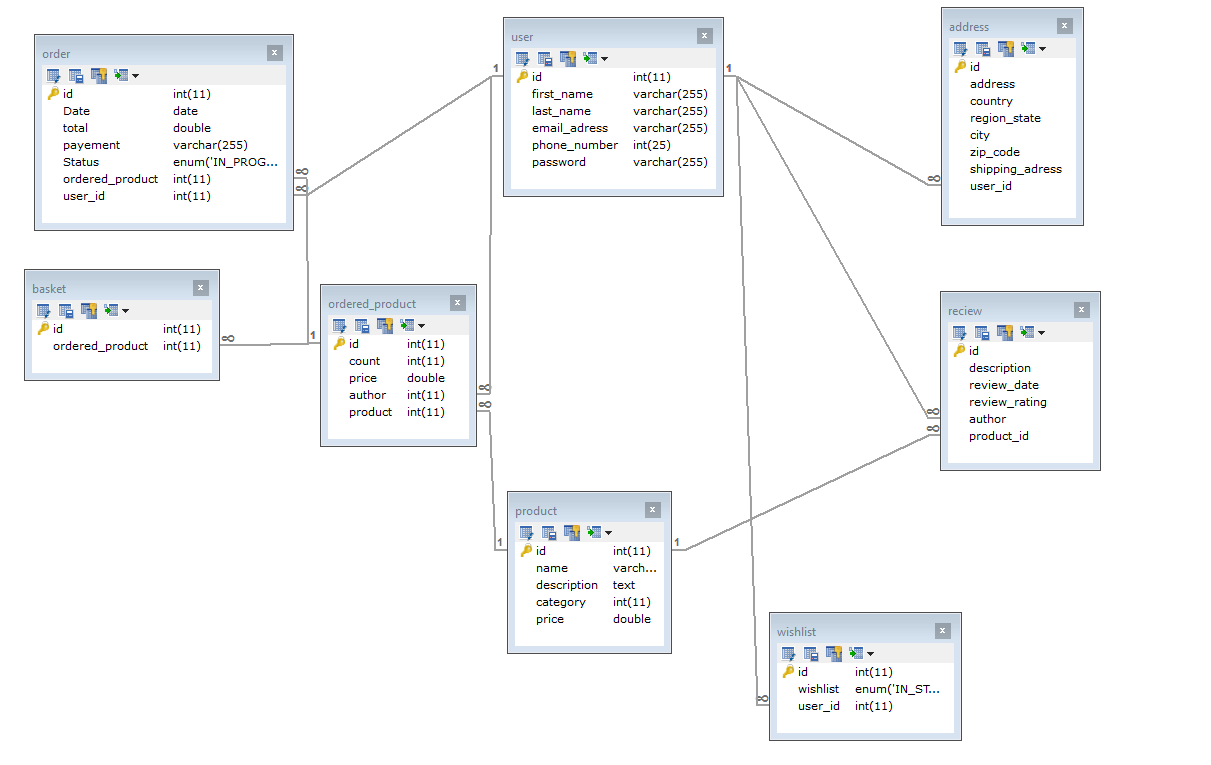 order
id int(11)
Date date
total double
payement varchar(255)
Status enum('IN_PROG...
ordered_product int(11)
user_id int(11)
user
id int(11)
first_name varchar(255)
last_name varchar(255)
email_adress varchar(255)
phone_number int(25)
password varchar(255)
address
id
address
country
region_state
city
zip_code
shipping_adress
user_id
basket
id int(11)
ordered_product int(11)
ordered_product
id int(11)
count int(11)
price double
author int(11)
product int(11)
reciew
id
description
review_date
review_rating
author
product_id
product
id int(11)
name varch...
description text
category int(11)
price double
wishlist
id int(11)
wishlist enum('IN_ST...
user_id int(11)
1
1
1
1
1
∞
∞
∞
∞
∞
∞
∞
∞
∞